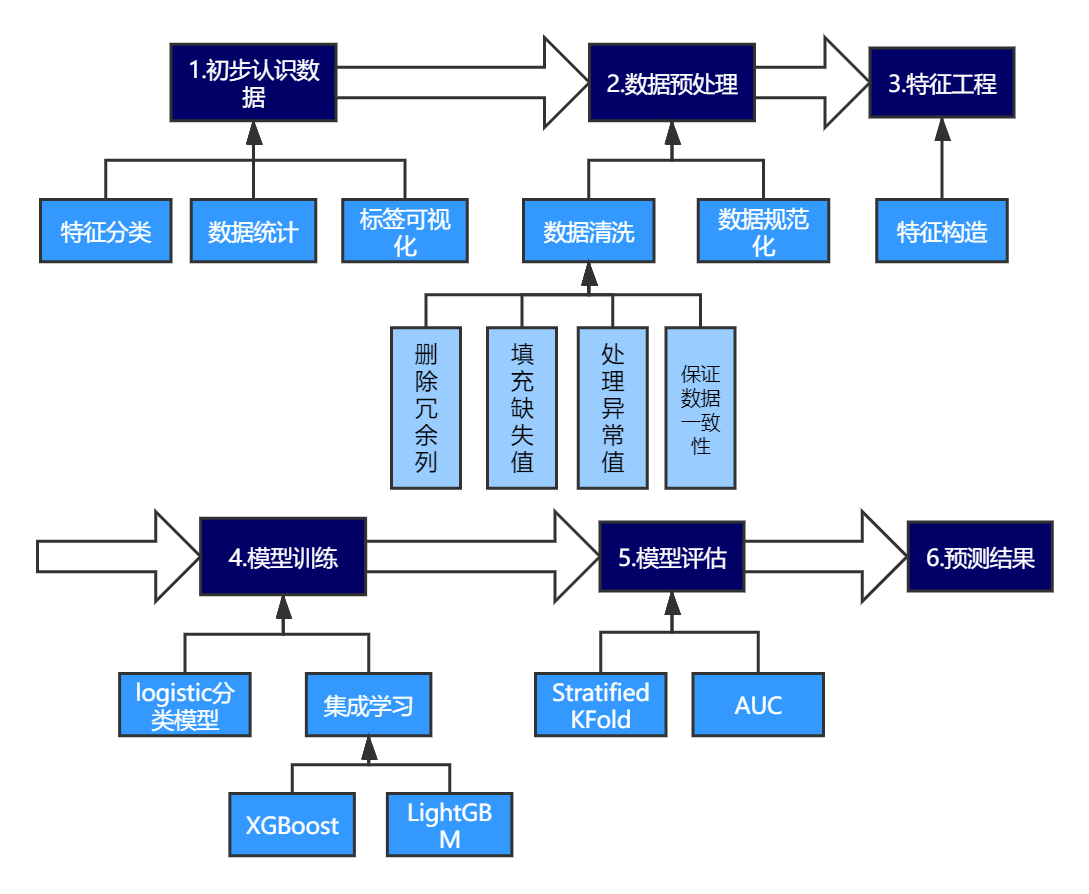 1.初步认识数
据
2.数据预处理
3.特征工程
特征分类
数据统计
标签可视
化
数据清洗
数据规范
化
特征构造
删
除
冗
余
列
填
充
缺
失
值
处
理
异
常
值
保证
数据
一致
性
4.模型训练
5.模型评估
6.预测结果
logistic分
类模型
集成学习
Stratified
KFold
AUC
XGBoost
LightGB
M